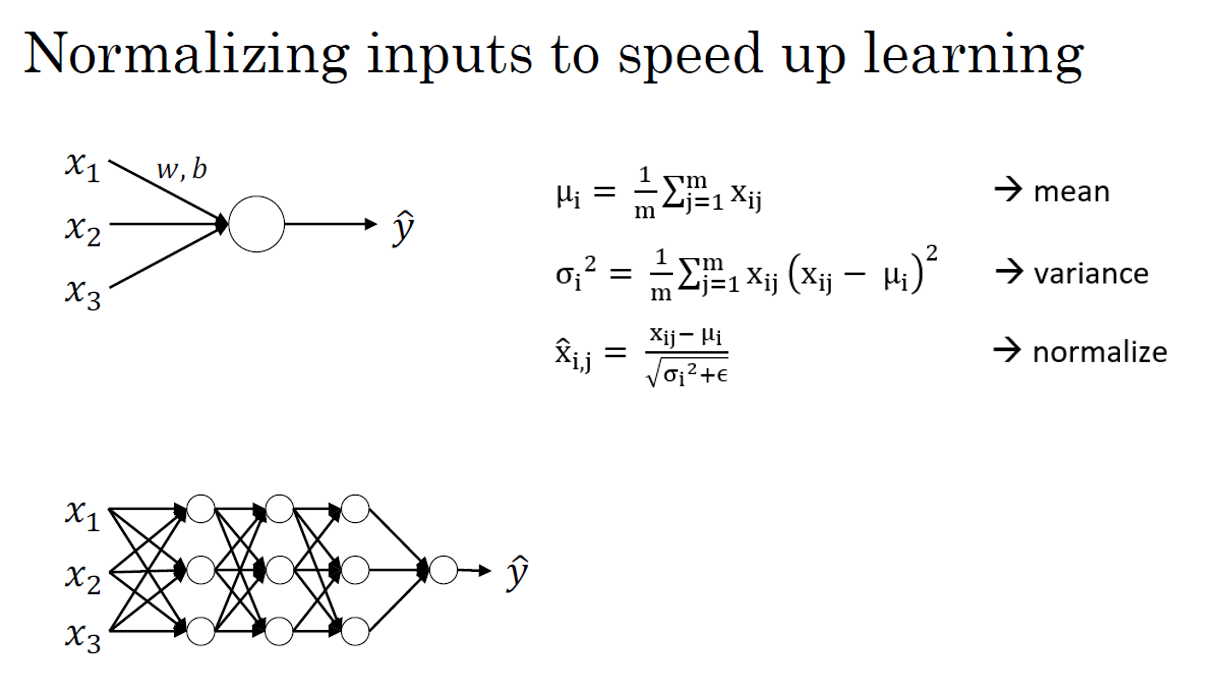 Normalizing inputs to speed up learning
x₁
w, b
x₂
ŷ
x₃
μᵢ = 1/m ∑ᵐⱼ₌₁ xᵢⱼ → mean
σᵢ² = 1/m ∑ᵐⱼ₌₁ xᵢⱼ (xᵢⱼ − μᵢ)² → variance
x̂ᵢ,ⱼ = (xᵢⱼ − μᵢ)/√(σᵢ²+ϵ) → normalize
x₁
x₂
ŷ
x₃